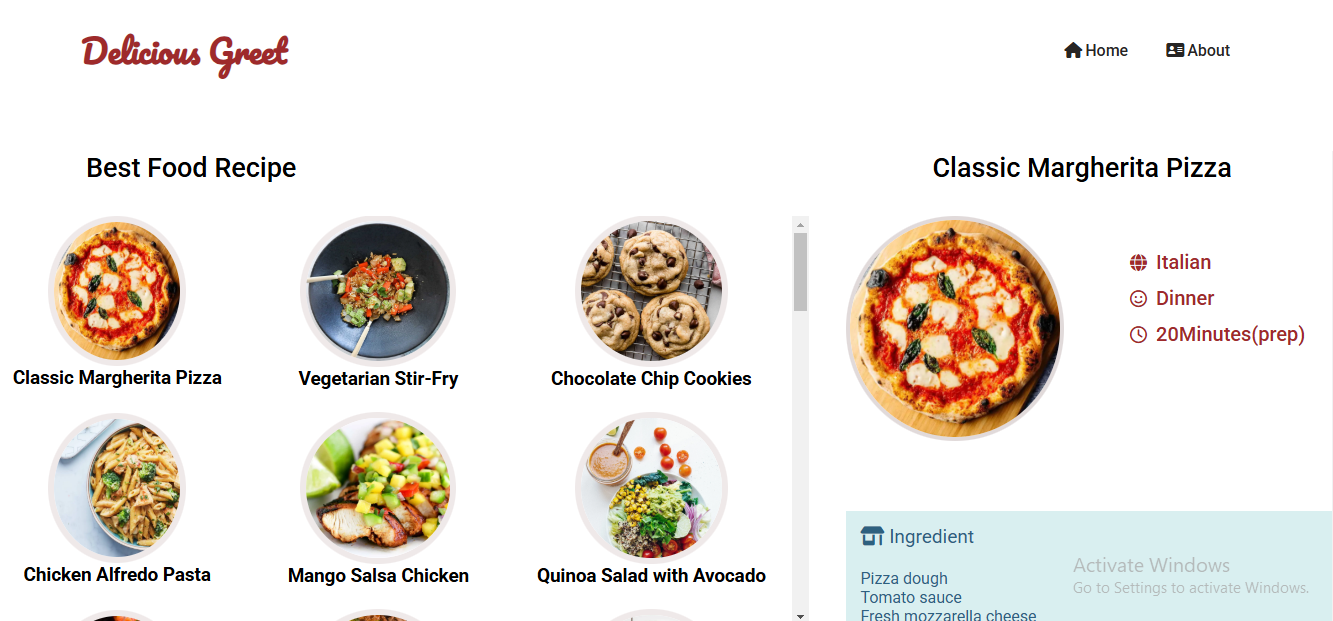 Delicious Greet
Home
About
Best Food Recipe
Classic Margherita Pizza
Vegetarian Stir-Fry
Chocolate Chip Cookies
Chicken Alfredo Pasta
Mango Salsa Chicken
Quinoa Salad with Avocado
Classic Margherita Pizza
Italian
Dinner
20Minutes(prep)
Ingredient
Pizza dough
Tomato sauce
Fresh mozzarella cheese
Activate Windows
Go to Settings to activate Windows.